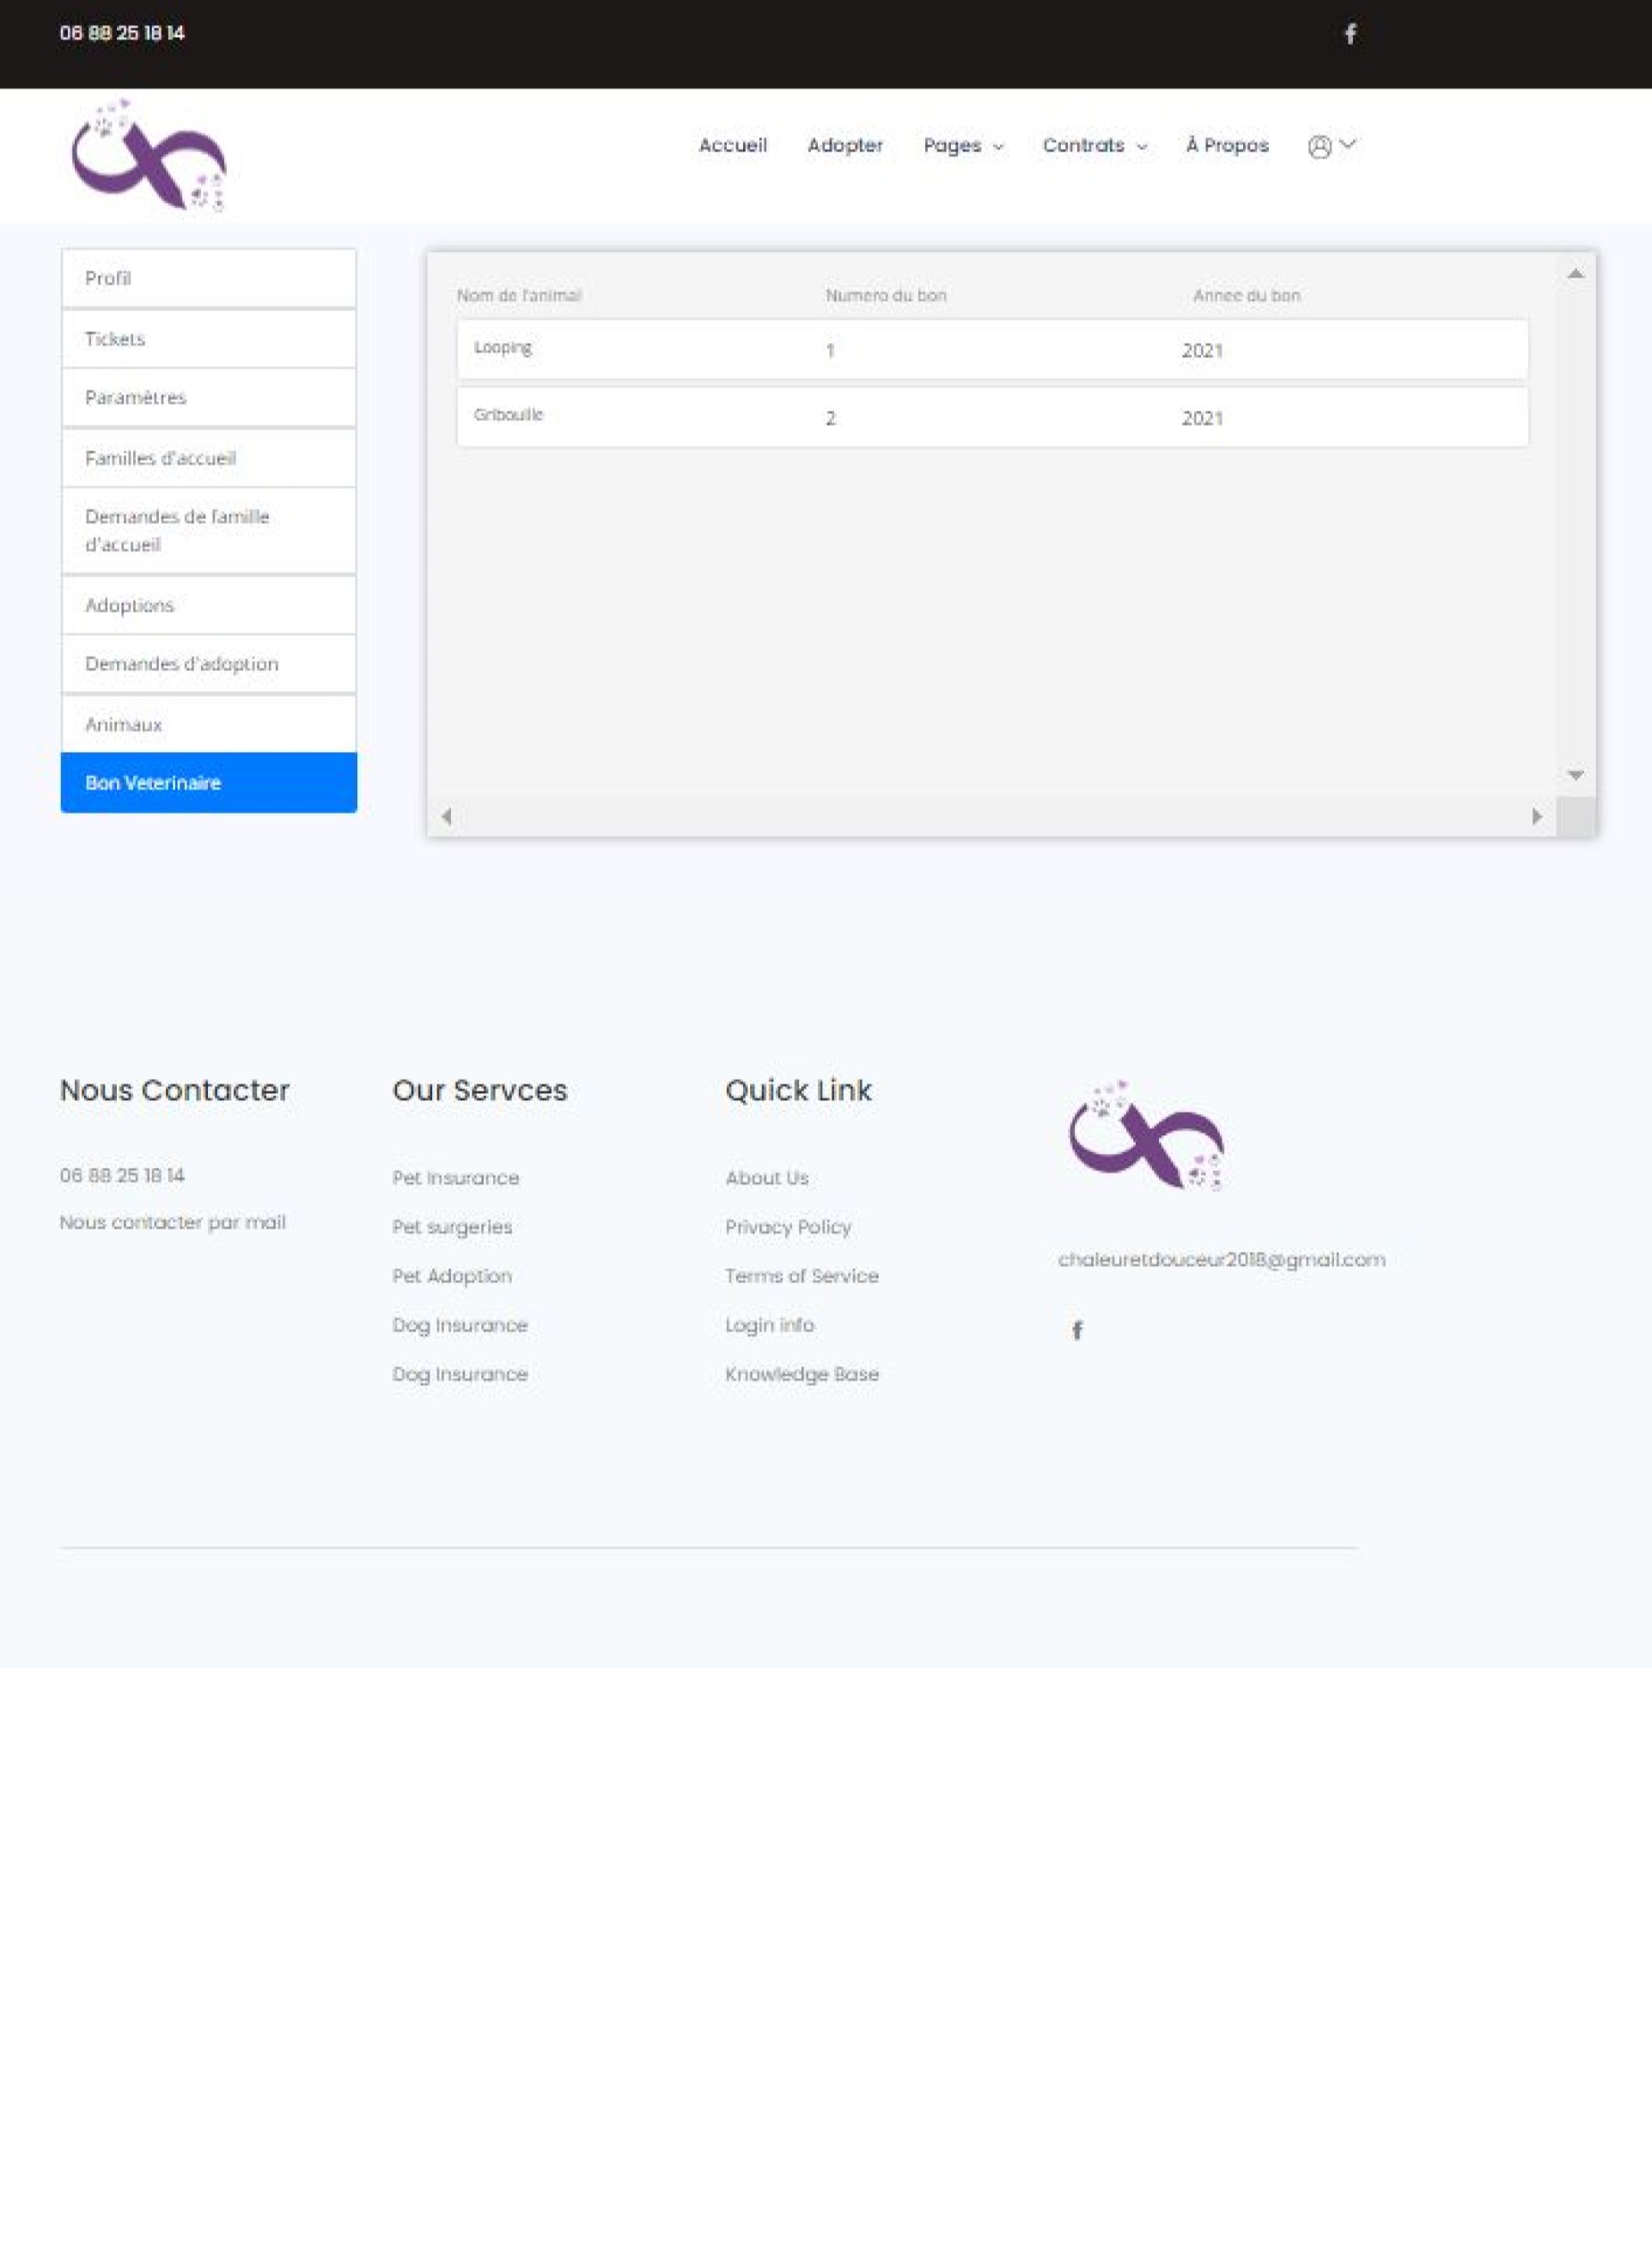 06 88 25 18 14
Accueil Adopter Pages Contrats À Propos
Profil
Tickets
Paramètres
Familles d'accueil
Demandes de famille
d'accueil
Adoptions
Demandes d'adoption
Animaux
Bon Veterinaire
Nom de l'animal Numero du bon Annee du bon
Looping 1 2021
Gribouille 2 2021
Nous Contacter
06 88 25 18 14
Nous contacter par mail
Our Servces
Pet Insurance
Pet surgeries
Pet Adoption
Dog Insurance
Dog Insurance
Quick Link
About Us
Privacy Policy
Terms of Service
Login info
Knowledge Base
chaleuretdouceur2018@gmail.com